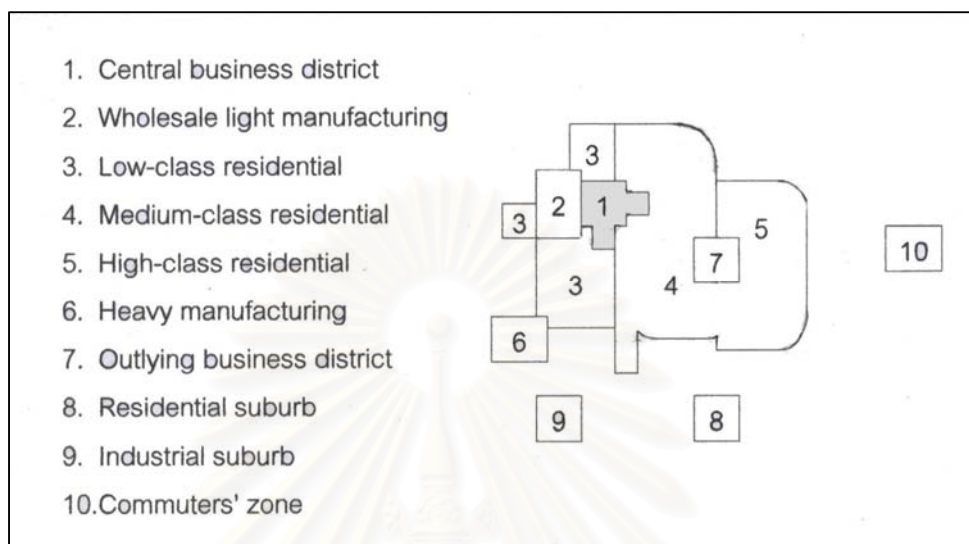 1. Central business district
2. Wholesale light manufacturing
3. Low-class residential
4. Medium-class residential
5. High-class residential
6. Heavy manufacturing
7. Outlying business district
8. Residential suburb
9. Industrial suburb
10.Commuters' zone
3
2
1
3
5
7
10
3
4
6
9
8